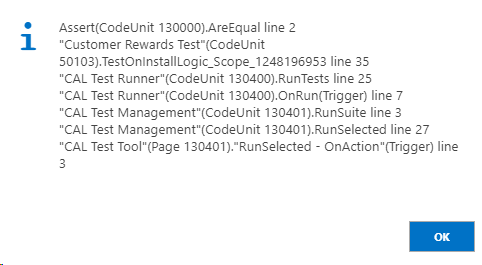 Assert(CodeUnit 130000).AreEqual line 2
"Customer Rewards Test"(CodeUnit
50103).TestOnInstallLogic_Scope_1248196953 line 35
"CAL Test Runner"(CodeUnit 130400).RunTests line 25
"CAL Test Runner"(CodeUnit 130400).OnRun(Trigger) line 7
"CAL Test Management"(CodeUnit 130401).RunSuite line 3
"CAL Test Management"(CodeUnit 130401).RunSelected line 27
"CAL Test Tool"(Page 130401)."RunSelected - OnAction"(Trigger) line
3
OK